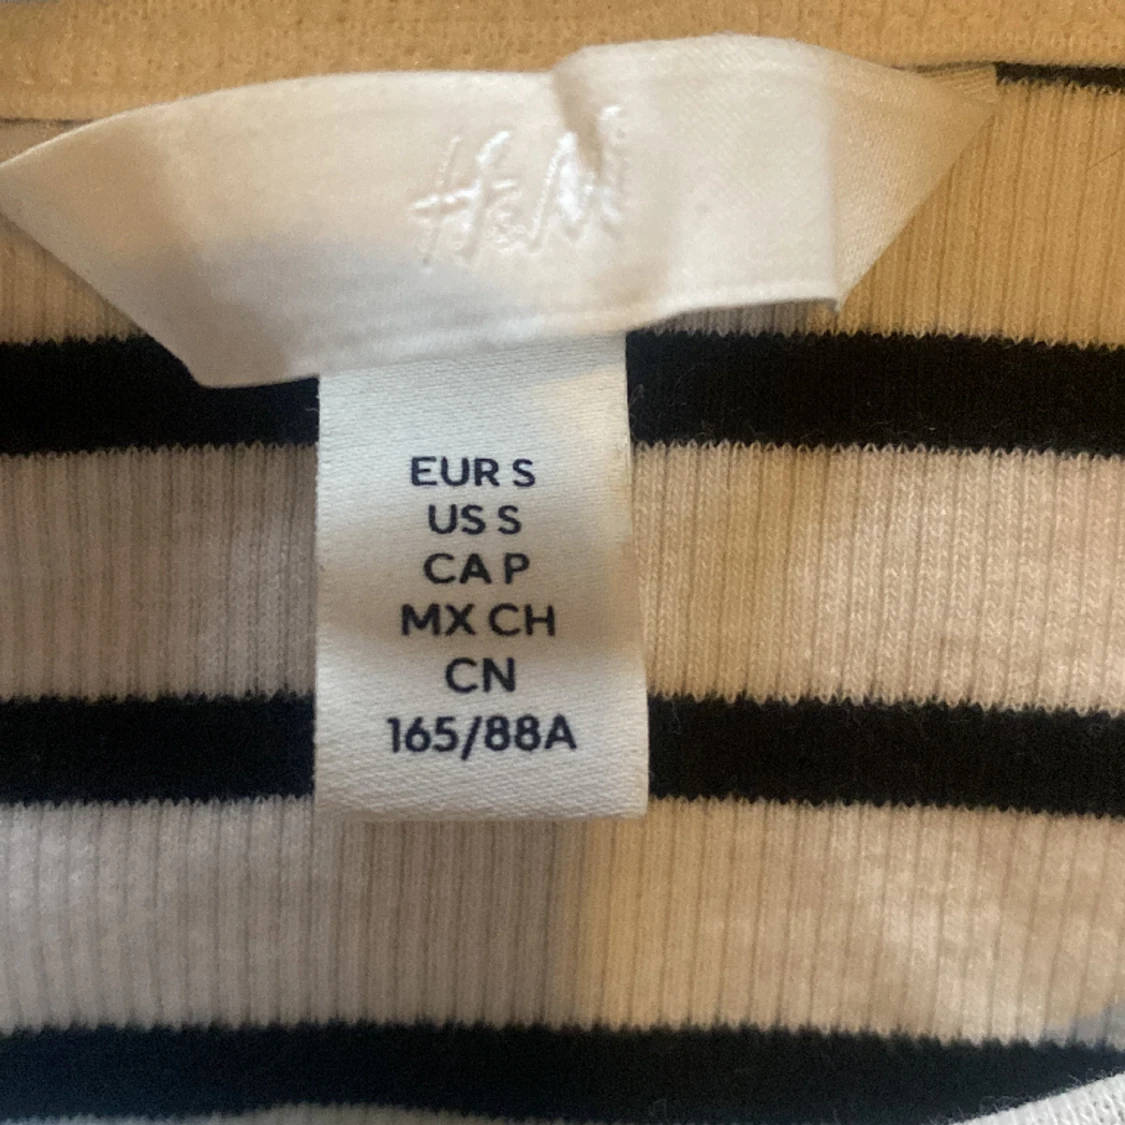 H&M
EUR S
US S
CA P
MX CH
CN
165/88A